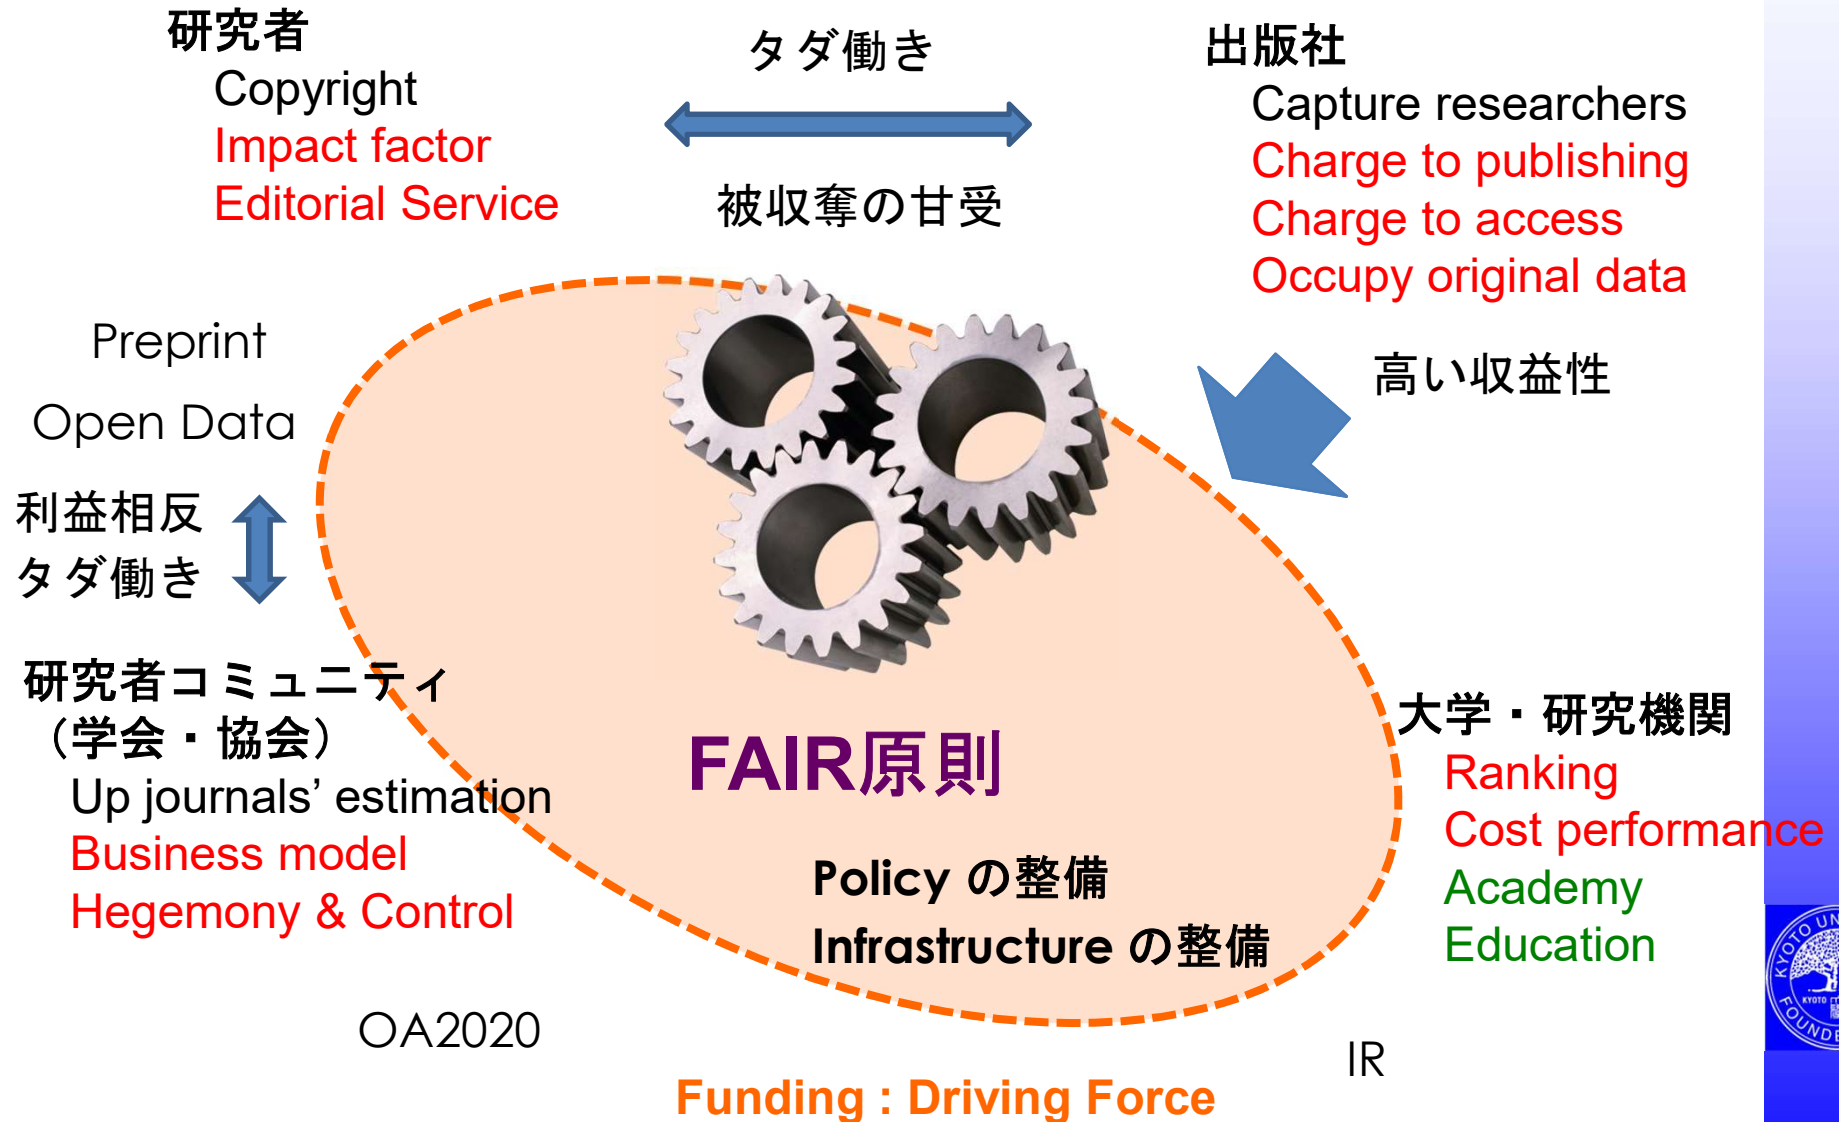 研究者
Copyright
Impact factor
Editorial Service
タダ働き
被収奪の甘受
出版社
Capture researchers
Charge to publishing
Charge to access
Occupy original data
高い収益性
Preprint
Open Data
利益相反
タダ働き
研究者コミュニティ
（学会・協会）
Up journals’ estimation
Business model
Hegemony & Control
FAIR原則
Policy の整備
Infrastructure の整備
大学・研究機関
Ranking
Cost performance
Academy
Education
OA2020
IR
Funding : Driving Force
KYOTO UN
KYOTO
FOUNDE